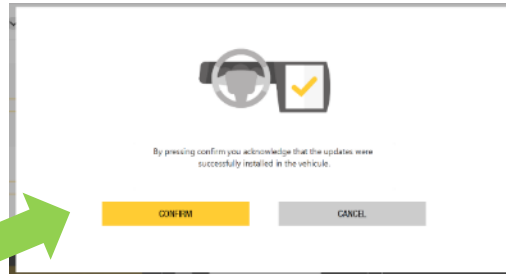 By pressing confirm you acknowledge that the updates were
successfully installed in the vehicule.
CONFIRM
CANCEL